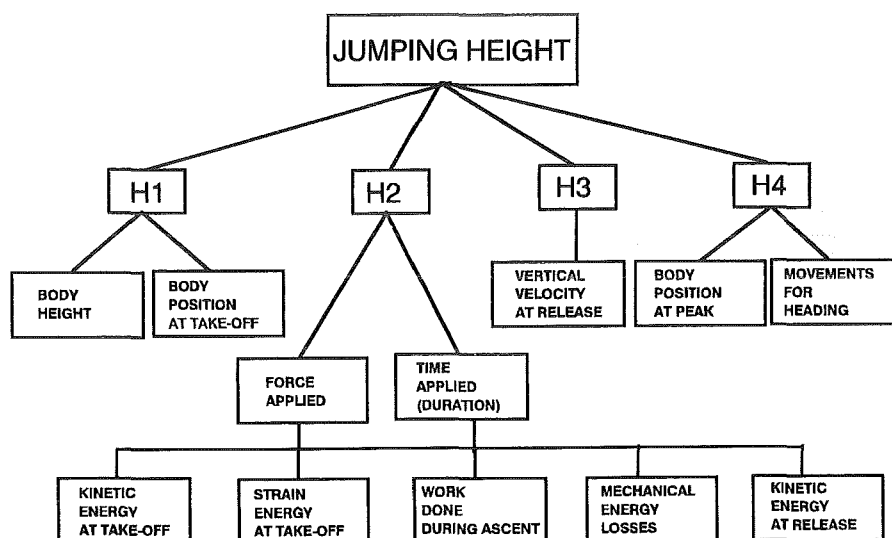 JUMPING HEIGHT
H1
H2
H3
H4
BODY
HEIGHT
BODY
POSITION
AT TAKE-OFF
VERTICAL
VELOCITY
AT RELEASE
BODY
POSITION
AT PEAK
MOVEMENTS
FOR
HEADING
FORCE
APPLIED
TIME
APPLIED
(DURATION)
KINETIC
ENERGY
AT TAKE-OFF
STRAIN
ENERGY
AT TAKE-OFF
WORK
DONE
DURING ASCENT
MECHANICAL
ENERGY
LOSSES
KINETIC
ENERGY
AT RELEASE